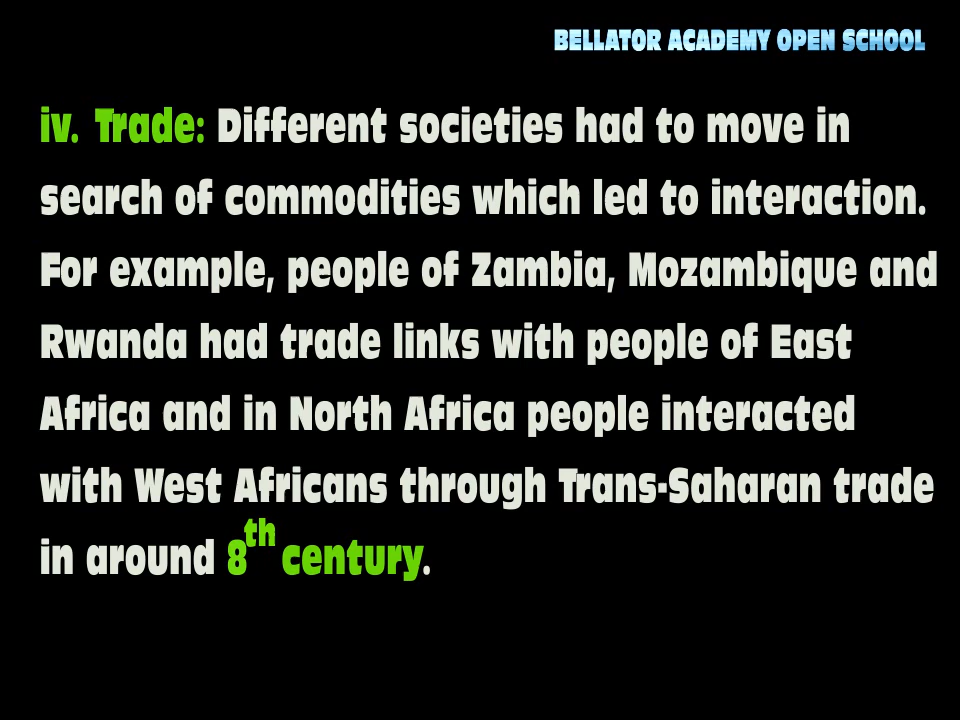 BELLATOR ACADEMY OPEN SCHOOL
iv. Trade: Different societies had to move in
search of commodities which led to interaction.
For example, people of Zambia, Mozambique and
Rwanda had trade links with people of East
Africa and in North Africa people interacted
with West Africans through Trans-Saharan trade
in around 8th century.